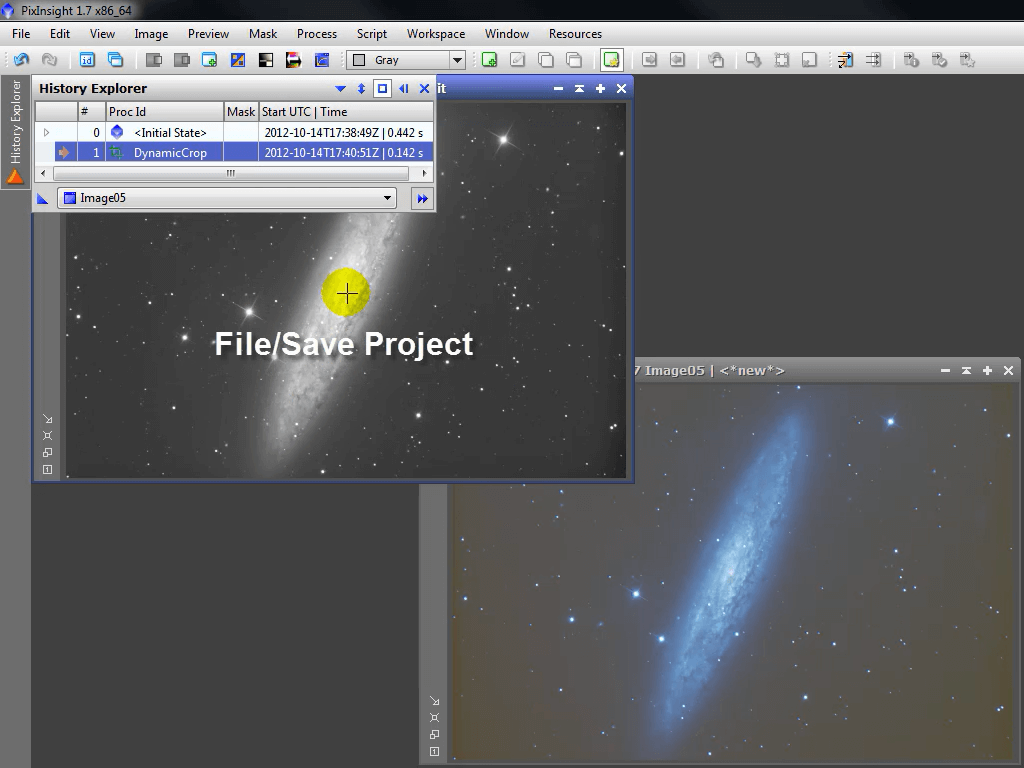 PixInsight 1.7 x86_64
File Edit View Image Preview Mask Process Script Workspace Window Resources
id
Gray
History Explorer
History Explorer
it
# Proc Id Mask Start UTC | Time
0 <Initial State> 2012-10-14T17:38:49Z | 0.442 s
1 DynamicCrop 2012-10-14T17:40:51Z | 0.142 s
Image05
File/Save Project
7 Image05 | <*new*>